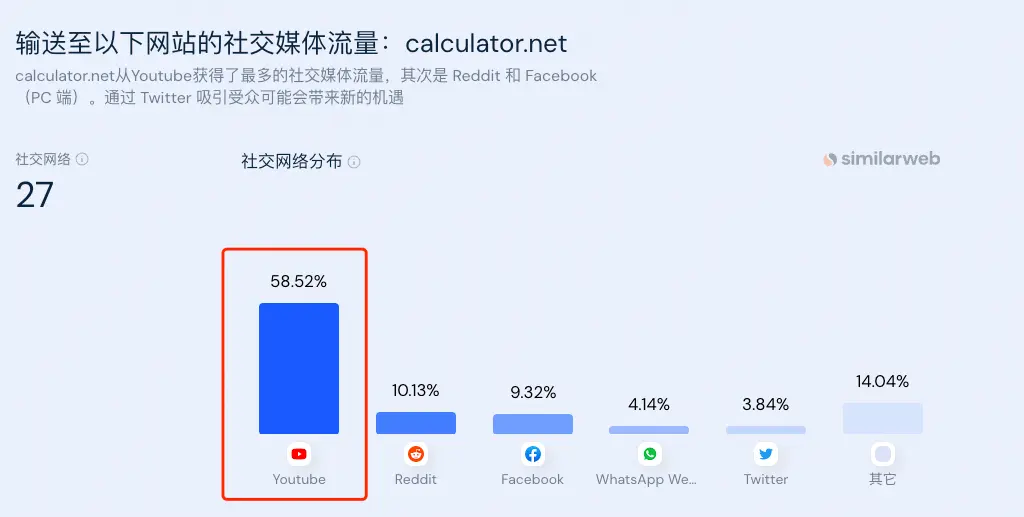 输送至以下网站的社交媒体流量：calculator.net
calculator.net从Youtube获得了最多的社交媒体流量，其次是 Reddit 和 Facebook
（PC 端）。通过 Twitter 吸引受众可能会带来新的机遇
社交网络
27
社交网络分布
similarweb
58.52%
10.13%
9.32%
4.14%
3.84%
14.04%
Youtube
Reddit
Facebook
WhatsApp We...
Twitter
其它